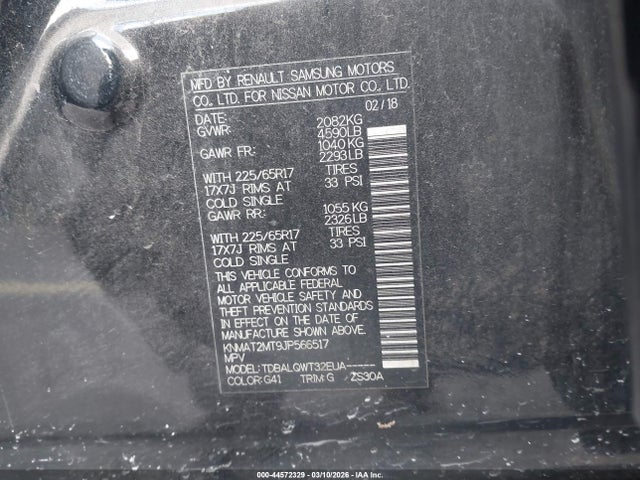 MFD BY RENAULT SAMSUNG MOTORS
CO. LTD. FOR NISSAN MOTOR CO. LTD.
DATE: 02/18
GVWR: 2082KG
4590LB
GAWR FR: 1040KG
2293LB
WITH 225/65R17 TIRES
17X7J RIMS AT 33 PSI
COLD SINGLE
GAWR RR: 1055 KG
2326LB
WITH 225/65R17 TIRES
17X7J RIMS AT 33 PSI
COLD SINGLE
THIS VEHICLE CONFORMS TO
ALL APPLICABLE FEDERAL
MOTOR VEHICLE SAFETY AND
THEFT PREVENTION STANDARDS
IN EFFECT ON THE DATE OF
MANUFACTURE SHOWN ABOVE.
KNMAT2MT9JP566517
MPV
MODEL: TDBALGWT32EUA-----
COLOR:G41 TRIM:G ZS30A
000-44572329 | 03/10/2026 | IAA Inc.